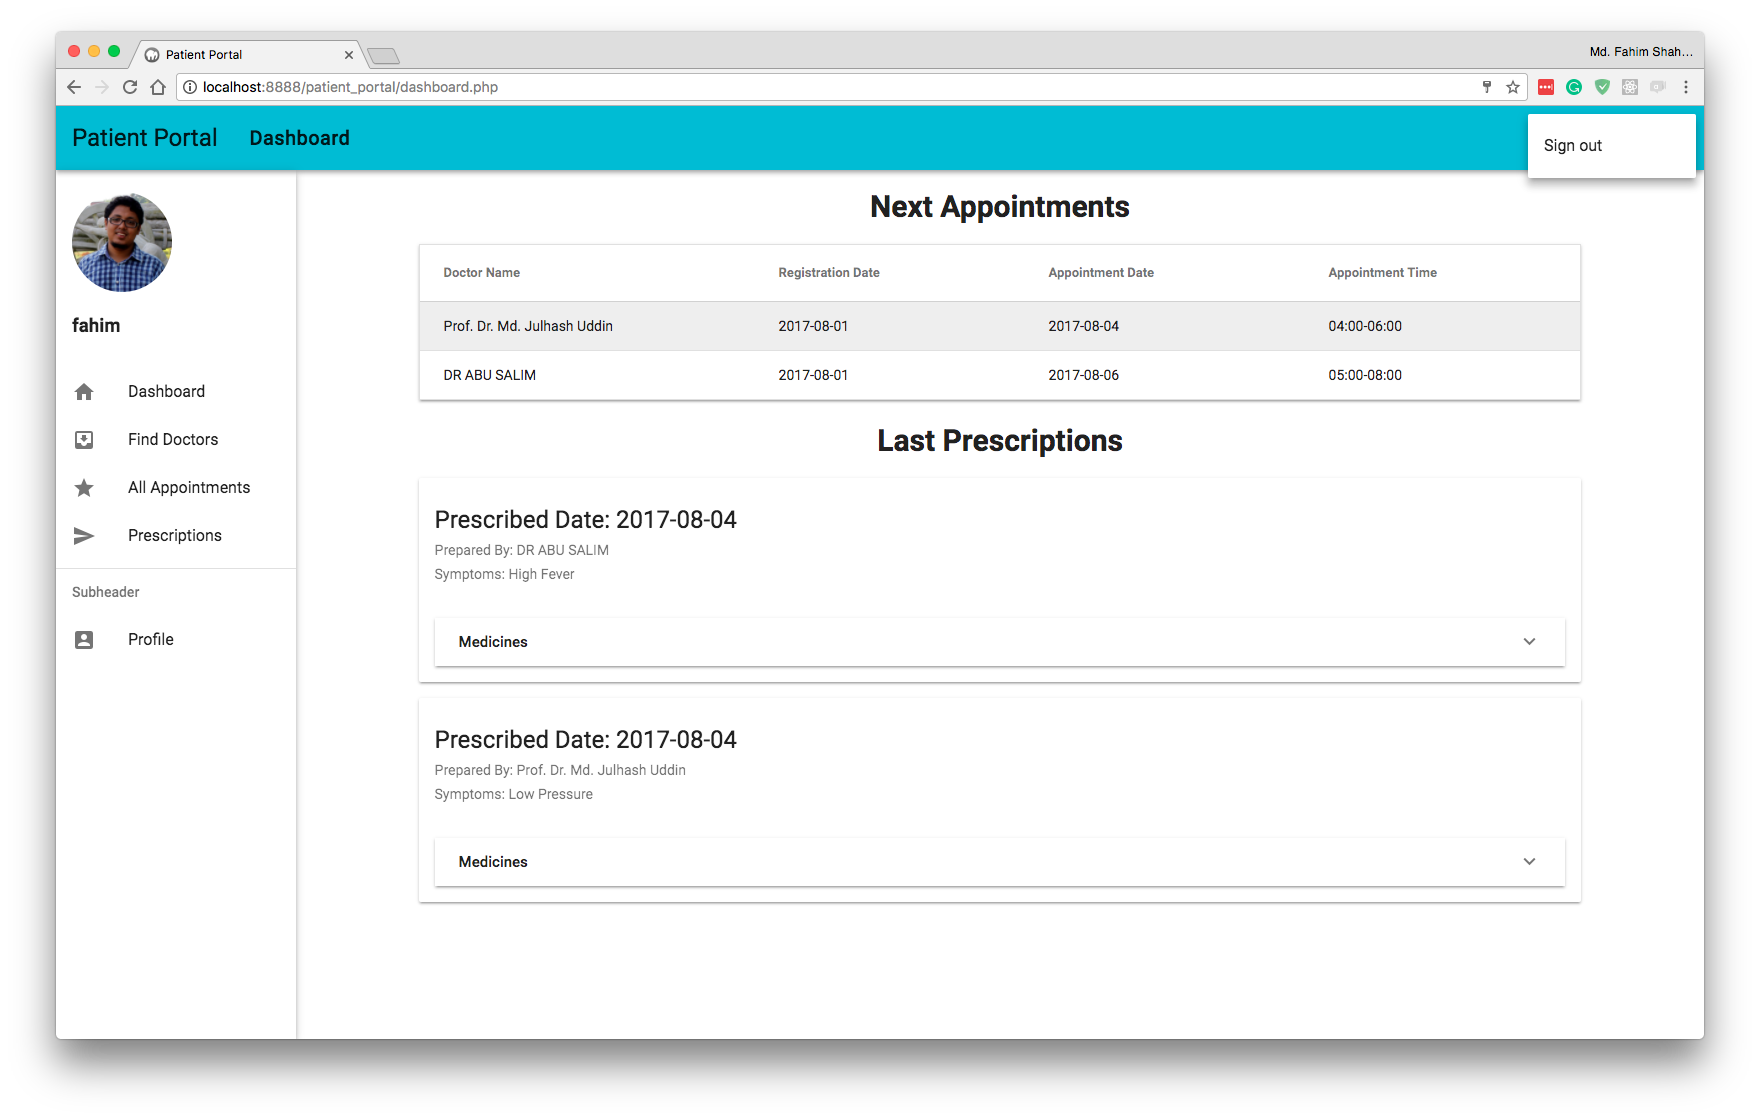 Patient Portal
Md. Fahim Shah...
localhost:8888/patient_portal/dashboard.php
Patient Portal Dashboard
Sign out
fahim
Dashboard
Find Doctors
All Appointments
Prescriptions
Subheader
Profile
Next Appointments
Doctor Name Registration Date Appointment Date Appointment Time
Prof. Dr. Md. Julhash Uddin 2017-08-01 2017-08-04 04:00-06:00
DR ABU SALIM 2017-08-01 2017-08-06 05:00-08:00
Last Prescriptions
Prescribed Date: 2017-08-04
Prepared By: DR ABU SALIM
Symptoms: High Fever
Medicines
Prescribed Date: 2017-08-04
Prepared By: Prof. Dr. Md. Julhash Uddin
Symptoms: Low Pressure
Medicines